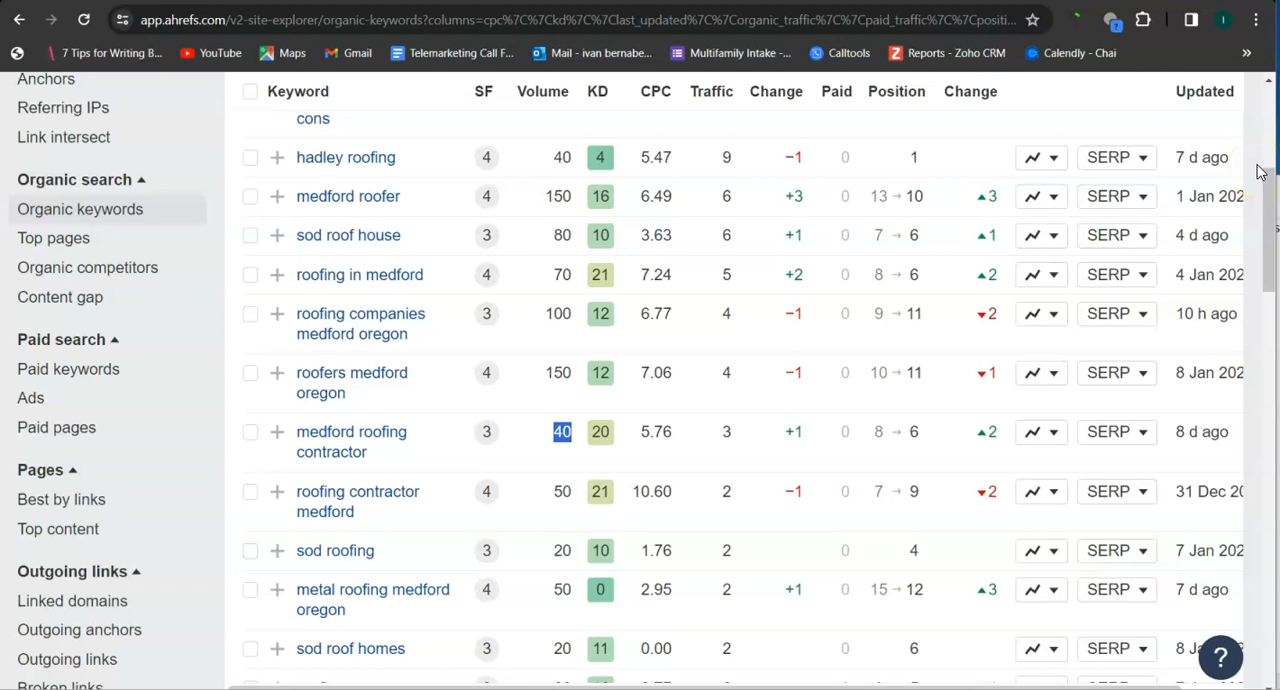 app.ahrefs.com/v2-site-explorer/organic-keywords?columns=cpc%7C%7Ckd%7C%7Clast_updated%7C%7Corganic_traffic%7C%7Cpaid_traffic%7C%7Cpositi...
7 Tips for Writing B... YouTube Maps Gmail Telemarketing Call F... Mail - ivan bernabe... Multifamily Intake -... Calltools Reports - Zoho CRM Calendly - Chai »
Anchors
Referring IPs
Link intersect
Organic search
Organic keywords
Top pages
Organic competitors
Content gap
Paid search
Paid keywords
Ads
Paid pages
Pages
Best by links
Top content
Outgoing links
Linked domains
Outgoing anchors
Outgoing links
Broken links
Keyword SF Volume KD CPC Traffic Change Paid Position Change Updated
cons
hadley roofing 4 40 4 5.47 9 −1 0 1 SERP 7 d ago
medford roofer 4 150 16 6.49 6 +3 0 13 → 10 ▲3 SERP 1 Jan 202
sod roof house 3 80 10 3.63 6 +1 0 7 → 6 ▲1 SERP 4 d ago
roofing in medford 4 70 21 7.24 5 +2 0 8 → 6 ▲2 SERP 4 Jan 202
roofing companies 3 100 12 6.77 4 −1 0 9 → 11 ▼2 SERP 10 h ago
medford oregon
roofers medford 4 150 12 7.06 4 −1 0 10 → 11 ▼1 SERP 8 Jan 202
oregon
medford roofing 3 40 20 5.76 3 +1 0 8 → 6 ▲2 SERP 8 d ago
contractor
roofing contractor 4 50 21 10.60 2 −1 0 7 → 9 ▼2 SERP 31 Dec 20
medford
sod roofing 3 20 10 1.76 2 0 4 SERP 7 Jan 202
metal roofing medford 4 50 0 2.95 2 +1 0 15 → 12 ▲3 SERP 7 d ago
oregon
sod roof homes 3 20 11 0.00 2 0 6 SERP 8 Ja
?